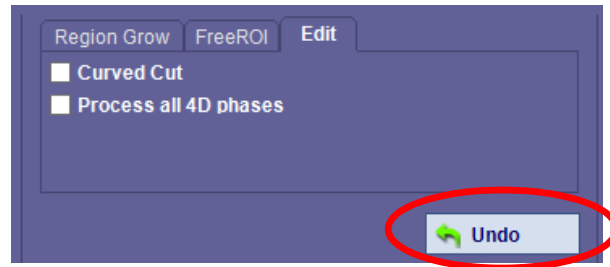 Region Grow FreeROI Edit
Curved Cut
Process all 4D phases
Undo